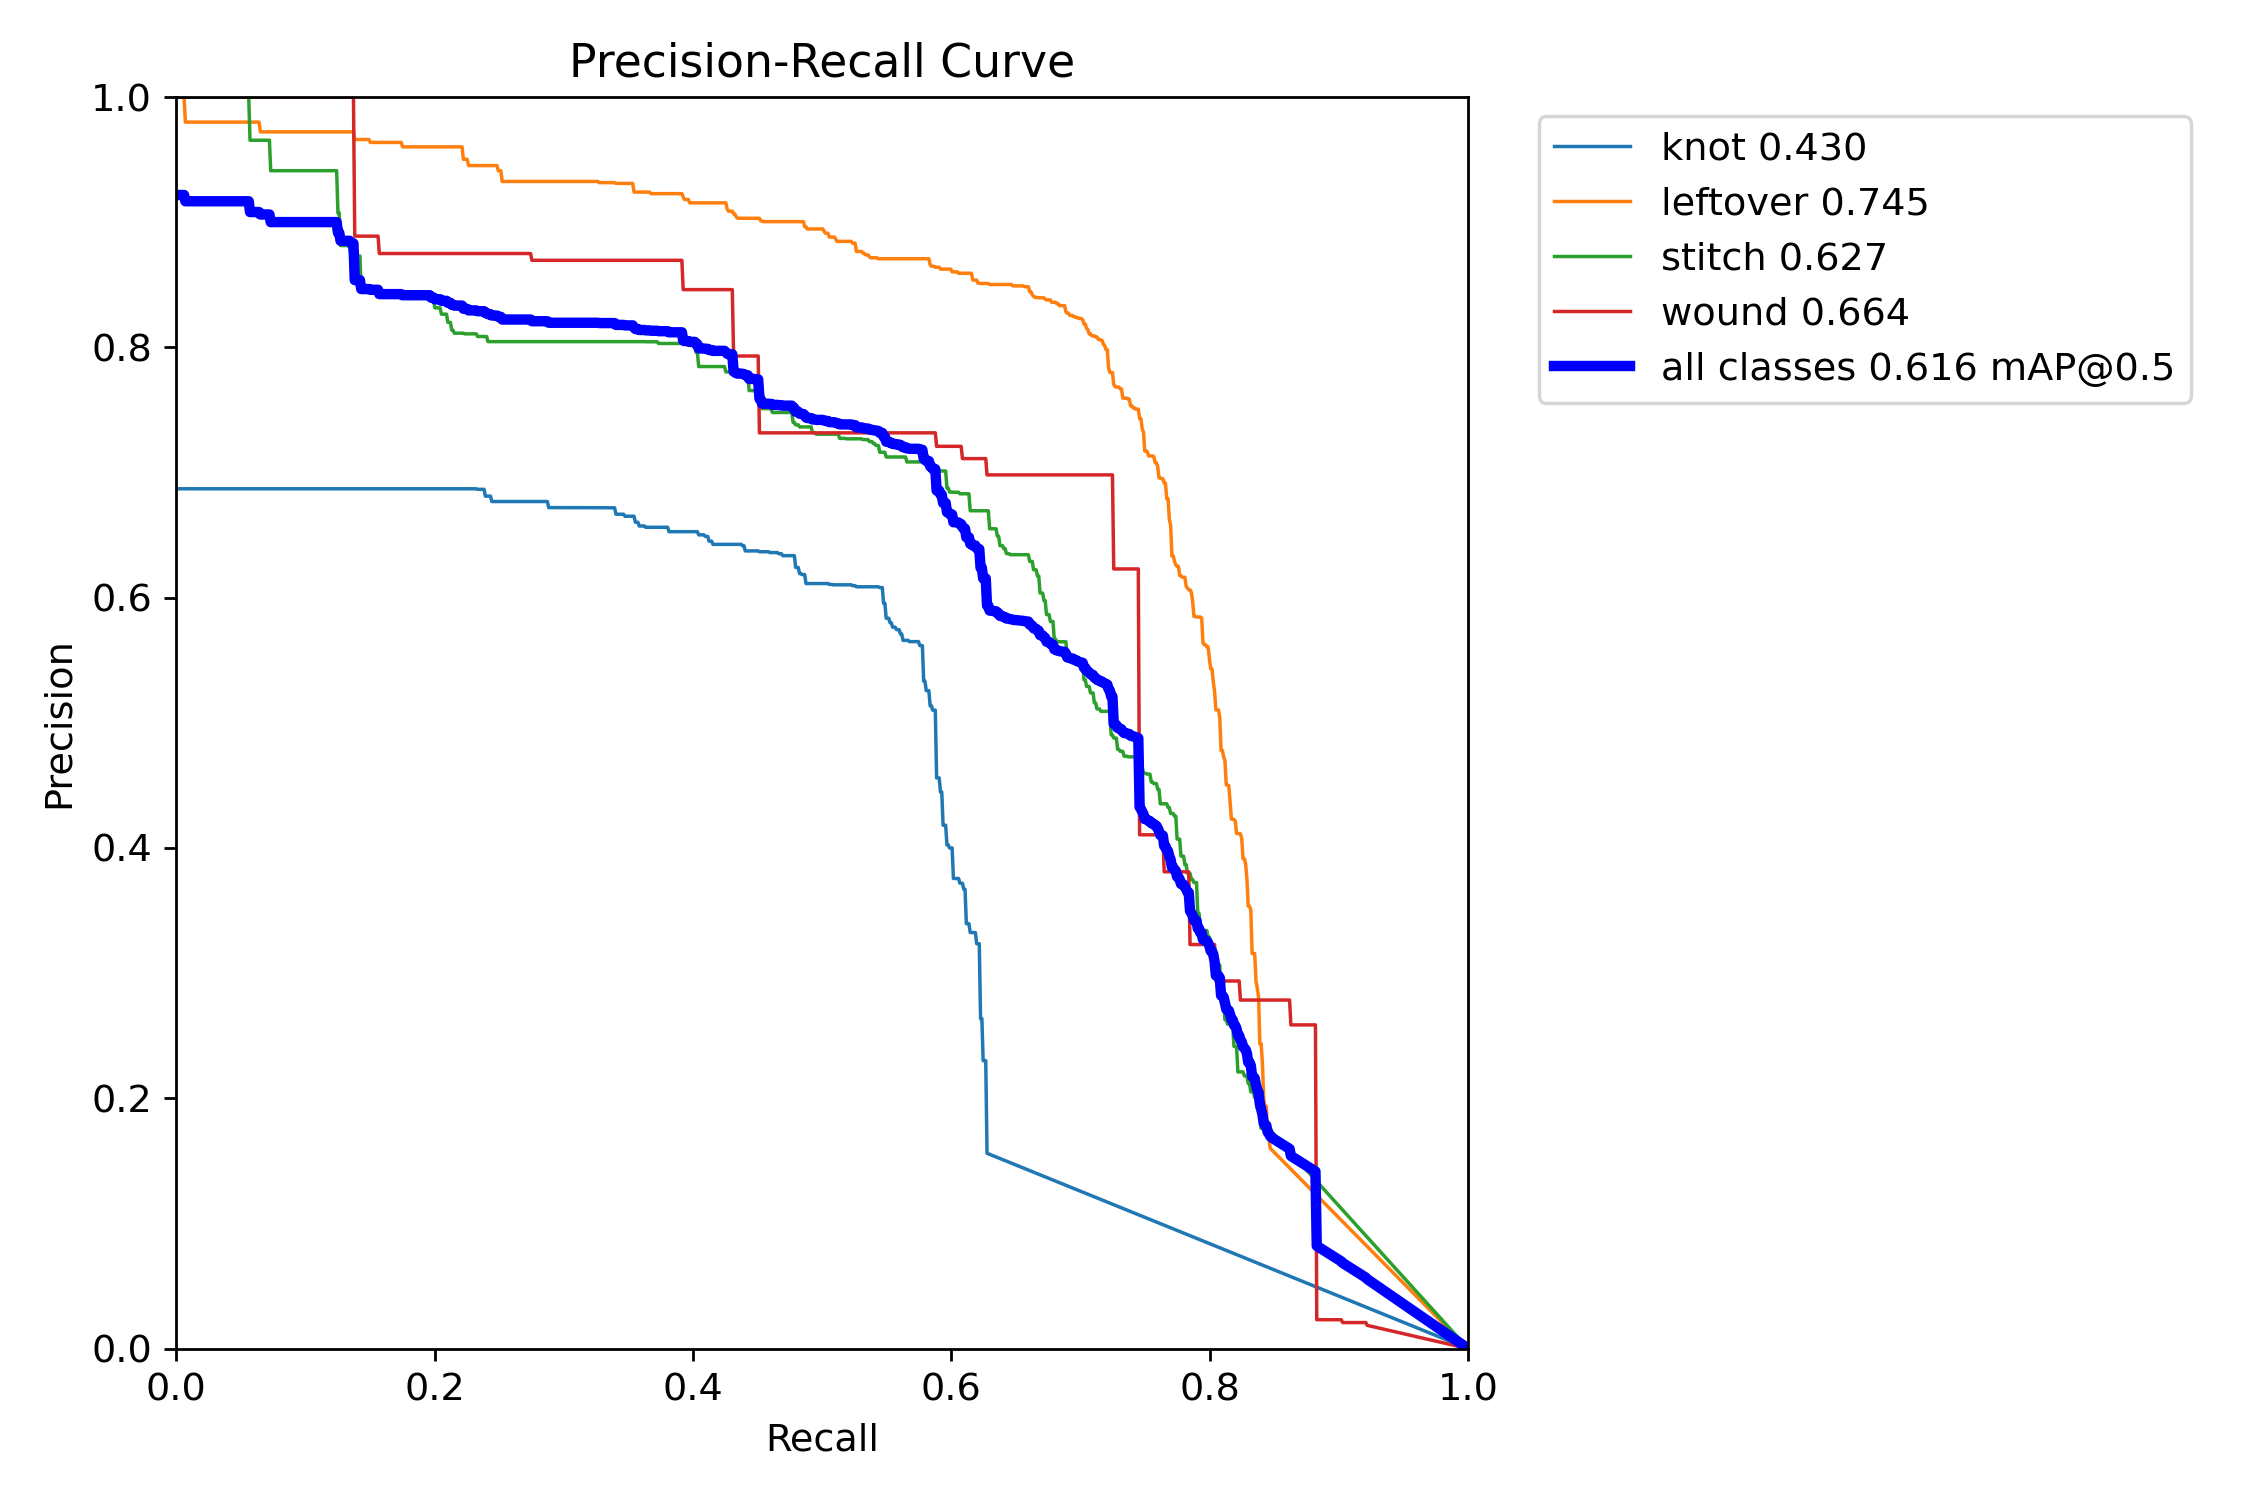 Precision-Recall Curve
1.0
0.8
0.6
0.4
0.2
0.0
Precision
0.0 0.2 0.4 0.6 0.8 1.0
Recall
knot 0.430
leftover 0.745
stitch 0.627
wound 0.664
all classes 0.616 mAP@0.5